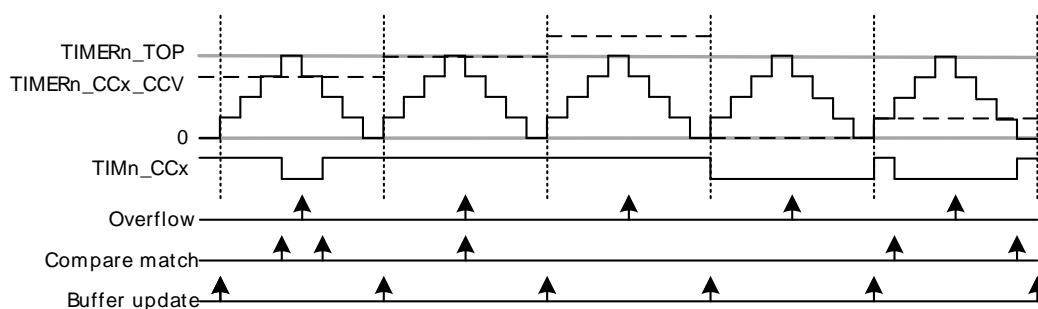 TIMERn_TOP
TIMERn_CCx_CCV
0
TIMn_CCx
Overflow
Compare match
Buffer update